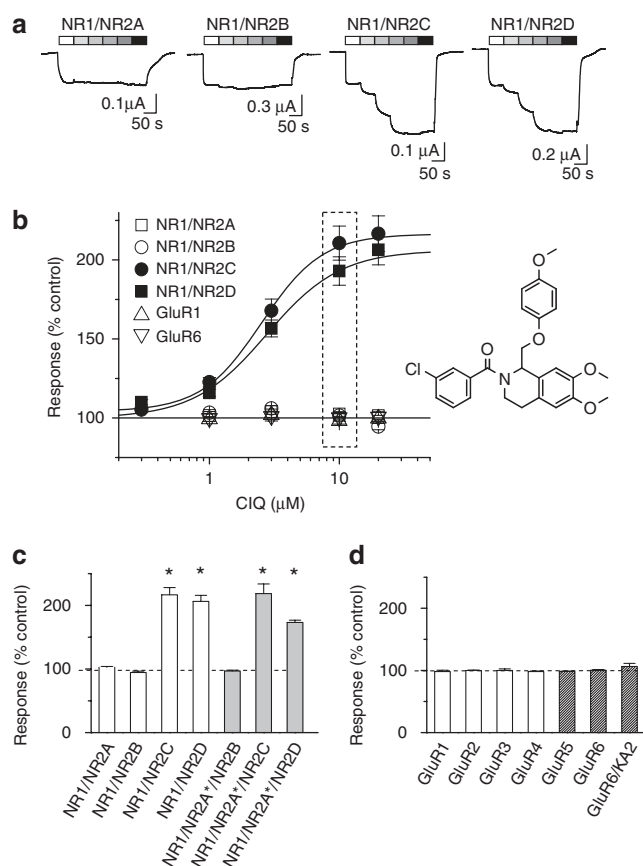 a
NR1/NR2A NR1/NR2B NR1/NR2C NR1/NR2D
0.1µA
50 s
0.3 µA
50 s
0.1 µA
50 s
0.2 µA
50 s
b
NR1/NR2A
NR1/NR2B
NR1/NR2C
NR1/NR2D
GluR1
GluR6
Response (% control)
200
150
100
1 10
CIQ (µM)
O
O
Cl
O
N
O
O
c
Response (% control)
200
100
0
* * * *
NR1/NR2A
NR1/NR2B
NR1/NR2C
NR1/NR2D
NR1/NR2A*/NR2B
NR1/NR2A*/NR2C
NR1/NR2A*/NR2D
d
Response (% control)
200
100
0
GluR1
GluR2
GluR3
GluR4
GluR5
GluR6
GluR6/KA2